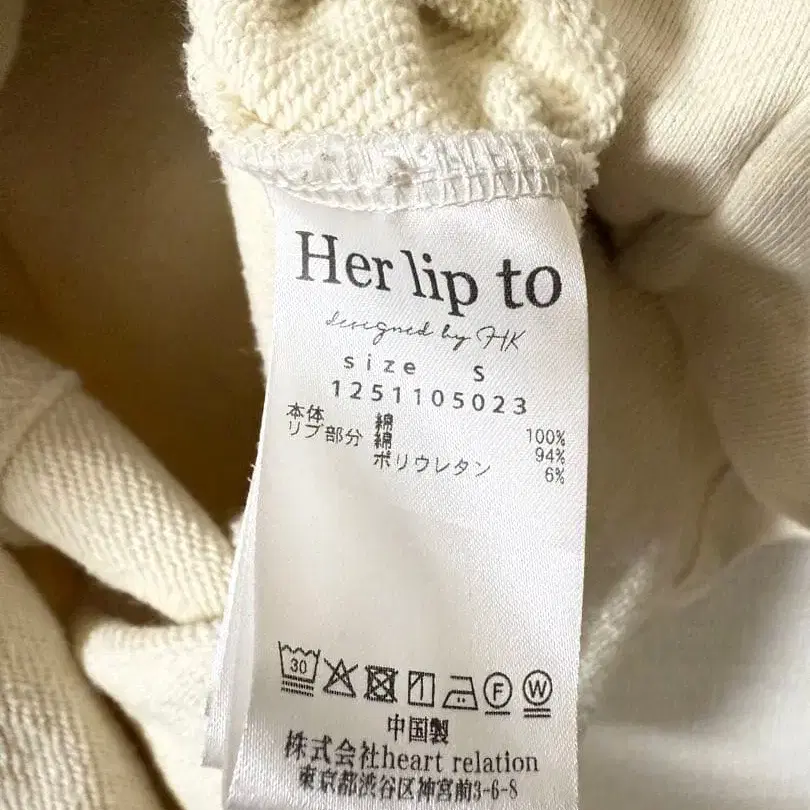 Her lip to
designed by HK
size S
1251105023
本体 綿 100%
リブ部分 綿 94%
ポリウレタン 6%
30 F W
中国製
株式会社heart relation
東京都渋谷区神宮前3-6-8